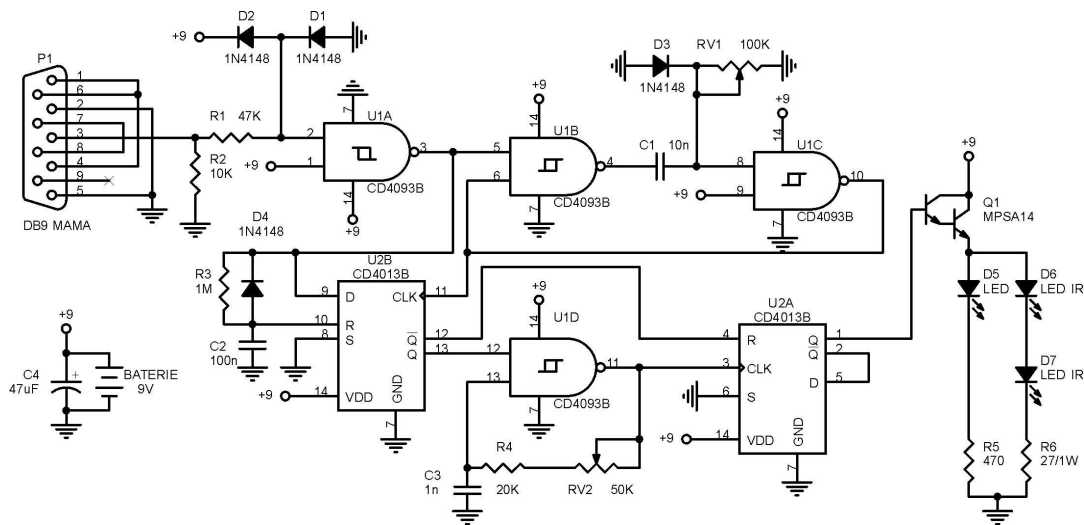 P1
1
6
2
7
3
8
4
9
5
DB9 MAMA
+9
D2
1N4148
D1
1N4148
R1 47K
R2
10K
+9
2
1
7
14
+9
U1A
3
CD4093B
+9
14
5
6
7
U1B
4
CD4093B
C1 10n
D3
1N4148
RV1 100K
+9
14
8
9
+9
7
U1C
10
CD4093B
+9
Q1
MPSA14
D5
LED
D6
LED IR
D7
LED IR
R5
470
R6
27/1W
D4
1N4148
R3
1M
C2
100n
U2B
CD4013B
9 D
10 R
8 S
14 VDD
+9
CLK 11
Q 12
Q 13
GND
7
+9
14
12
13
7
U1D
11
CD4093B
R4
20K
RV2 50K
C3
1n
U2A
CD4013B
4 R
3 CLK
6 S
14 VDD
+9
Q 1
Q 2
D 5
GND
7
+9
C4
47uF
+
BATERIE
9V